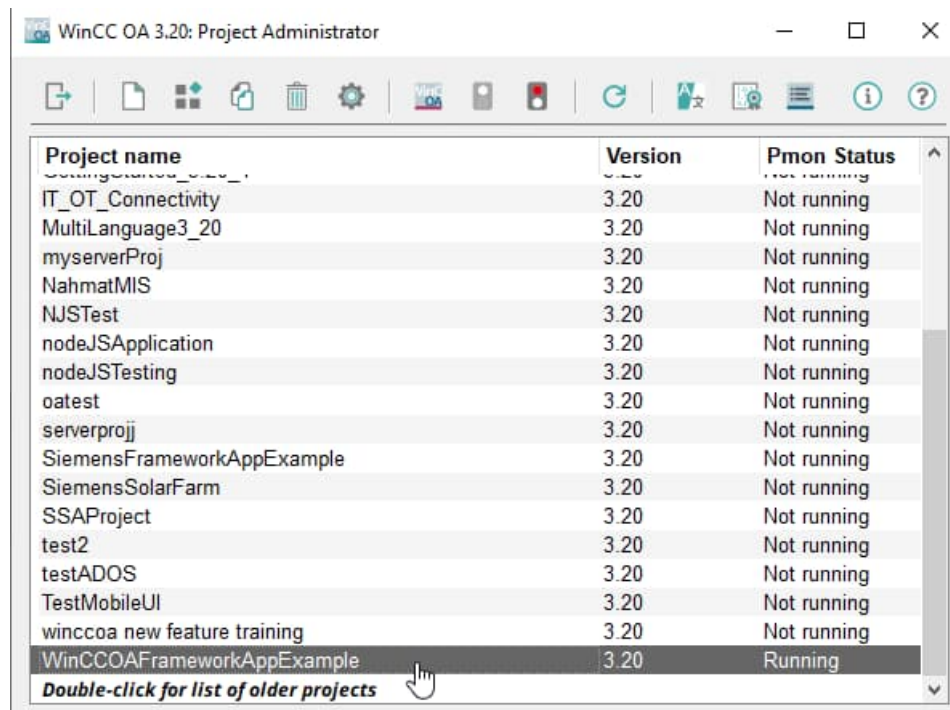 WinCC OA 3.20: Project Administrator
Project name Version Pmon Status
IT_OT_Connectivity 3.20 Not running
MultiLanguage3_20 3.20 Not running
myserverProj 3.20 Not running
NahmatMIS 3.20 Not running
NJSTest 3.20 Not running
nodeJSApplication 3.20 Not running
nodeJSTesting 3.20 Not running
oatest 3.20 Not running
serverprojj 3.20 Not running
SiemensFrameworkAppExample 3.20 Not running
SiemensSolarFarm 3.20 Not running
SSAProject 3.20 Not running
test2 3.20 Not running
testADOS 3.20 Not running
TestMobileUI 3.20 Not running
winccoa new feature training 3.20 Not running
WinCCOAFrameworkAppExample 3.20 Running
Double-click for list of older projects